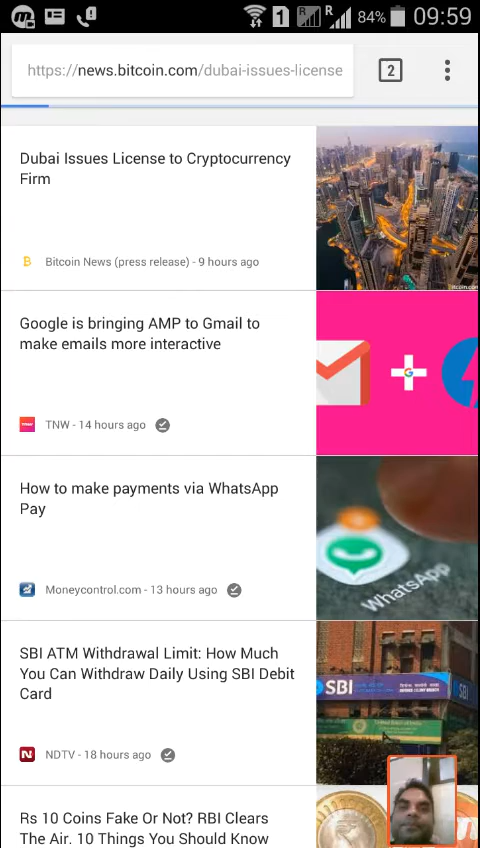 R
R
1
84%
09:59
https://news.bitcoin.com/dubai-issues-license
2
Dubai Issues License to Cryptocurrency
Firm
Bitcoin News (press release) - 9 hours ago
Google is bringing AMP to Gmail to
make emails more interactive
TNW - 14 hours ago
How to make payments via WhatsApp
Pay
WhatsApp
Moneycontrol.com - 13 hours ago
SBI ATM Withdrawal Limit: How Much
You Can Withdraw Daily Using SBI Debit
Card
SBI
SBI
NDTV - 18 hours ago
Rs 10 Coins Fake Or Not? RBI Clears
The Air. 10 Things You Should Know